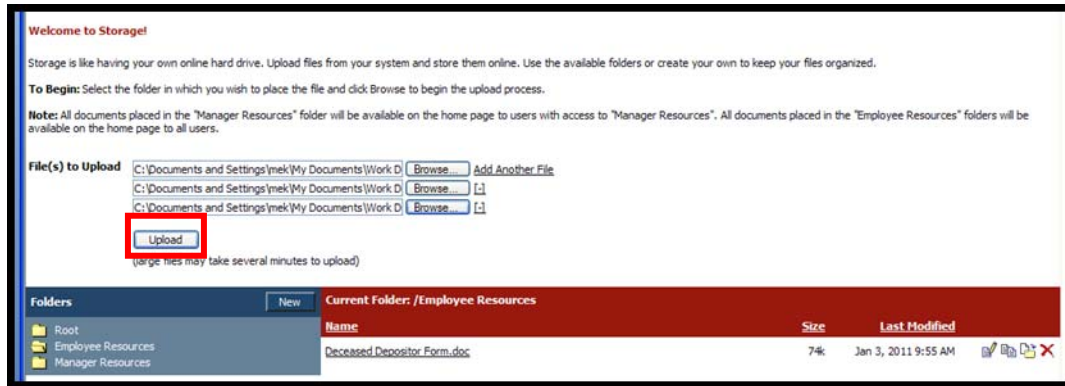 Welcome to Storage!
Storage is like having your own online hard drive. Upload files from your system and store them online. Use the available folders or create your own to keep your files organized.
To Begin: Select the folder in which you wish to place the file and click Browse to begin the upload process.
Note: All documents placed in the "Manager Resources" folder will be available on the home page to users with access to "Manager Resources". All documents placed in the "Employee Resources" folders will be
available on the home page to all users.
File(s) to Upload C:\Documents and Settings\mek\My Documents\Work D Browse... Add Another File
C:\Documents and Settings\mek\My Documents\Work D Browse... [-]
C:\Documents and Settings\mek\My Documents\Work D Browse... [-]
Upload
(large files may take several minutes to upload)
Folders New Current Folder: /Employee Resources
Root Name Size Last Modified
Employee Resources Deceased Depositor Form.doc 74k Jan 3, 2011 9:55 AM
Manager Resources